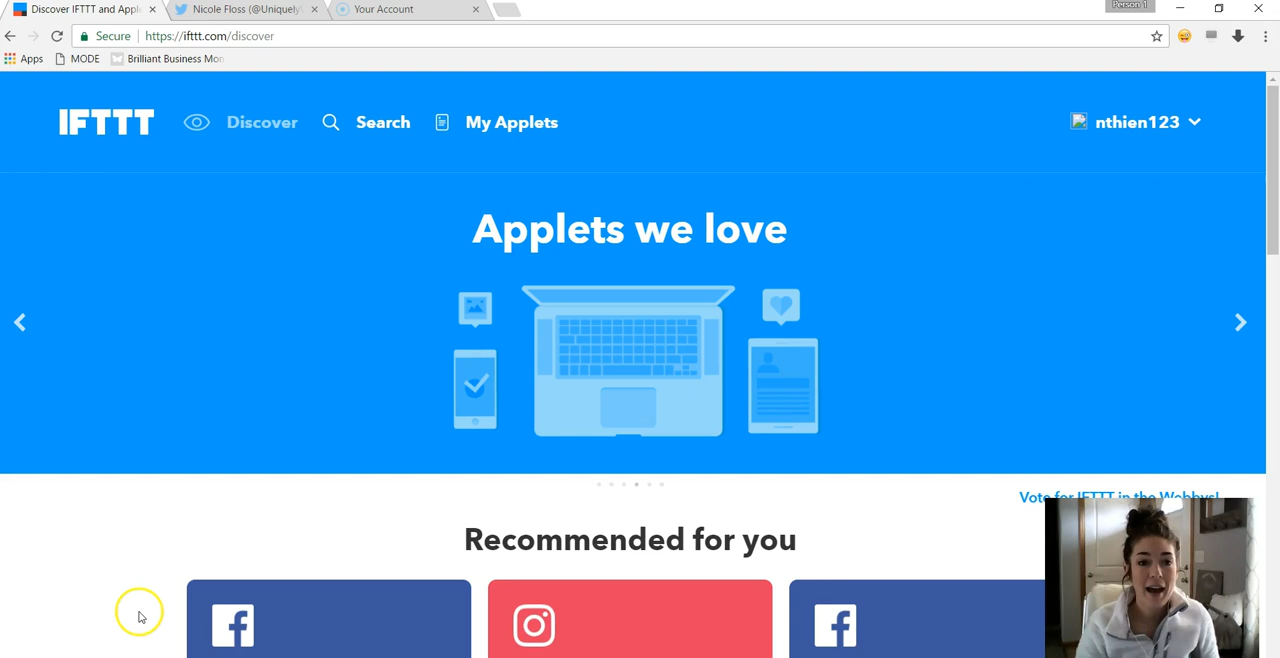 Discover IFTTT and Apple
Nicole Floss (@Uniquely
Your Account
Person 1
Secure
https://ifttt.com/discover
Apps
MODE
Brilliant Business Mon
IFTTT
Discover
Search
My Applets
nthien123
Applets we love
Vote for IFTTT in the Webbys!
Recommended for you